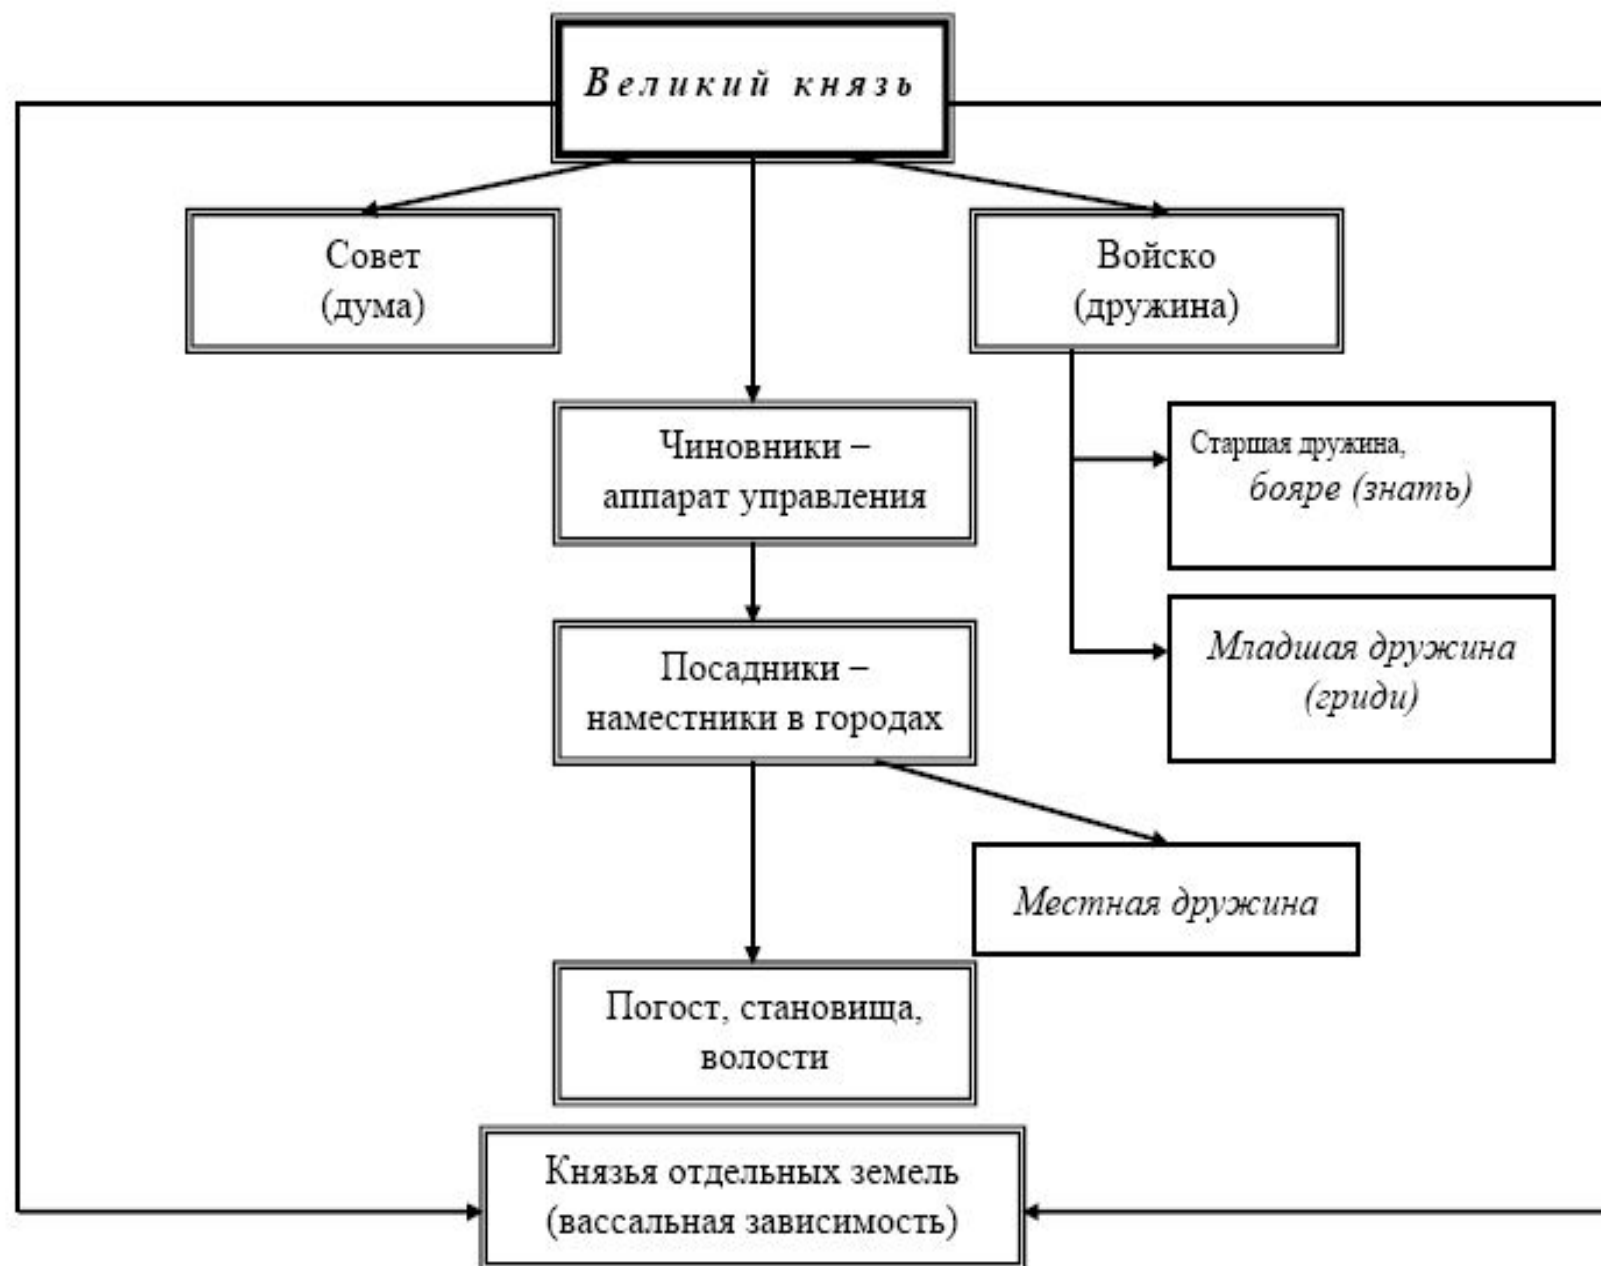 Великий князь
Совет
(дума)
Войско
(дружина)
Чиновники –
аппарат управления
Старшая дружина,
бояре (знать)
Посадники –
наместники в городах
Младшая дружина
(гриди)
Местная дружина
Погост, становища,
волости
Князья отдельных земель
(вассальная зависимость)